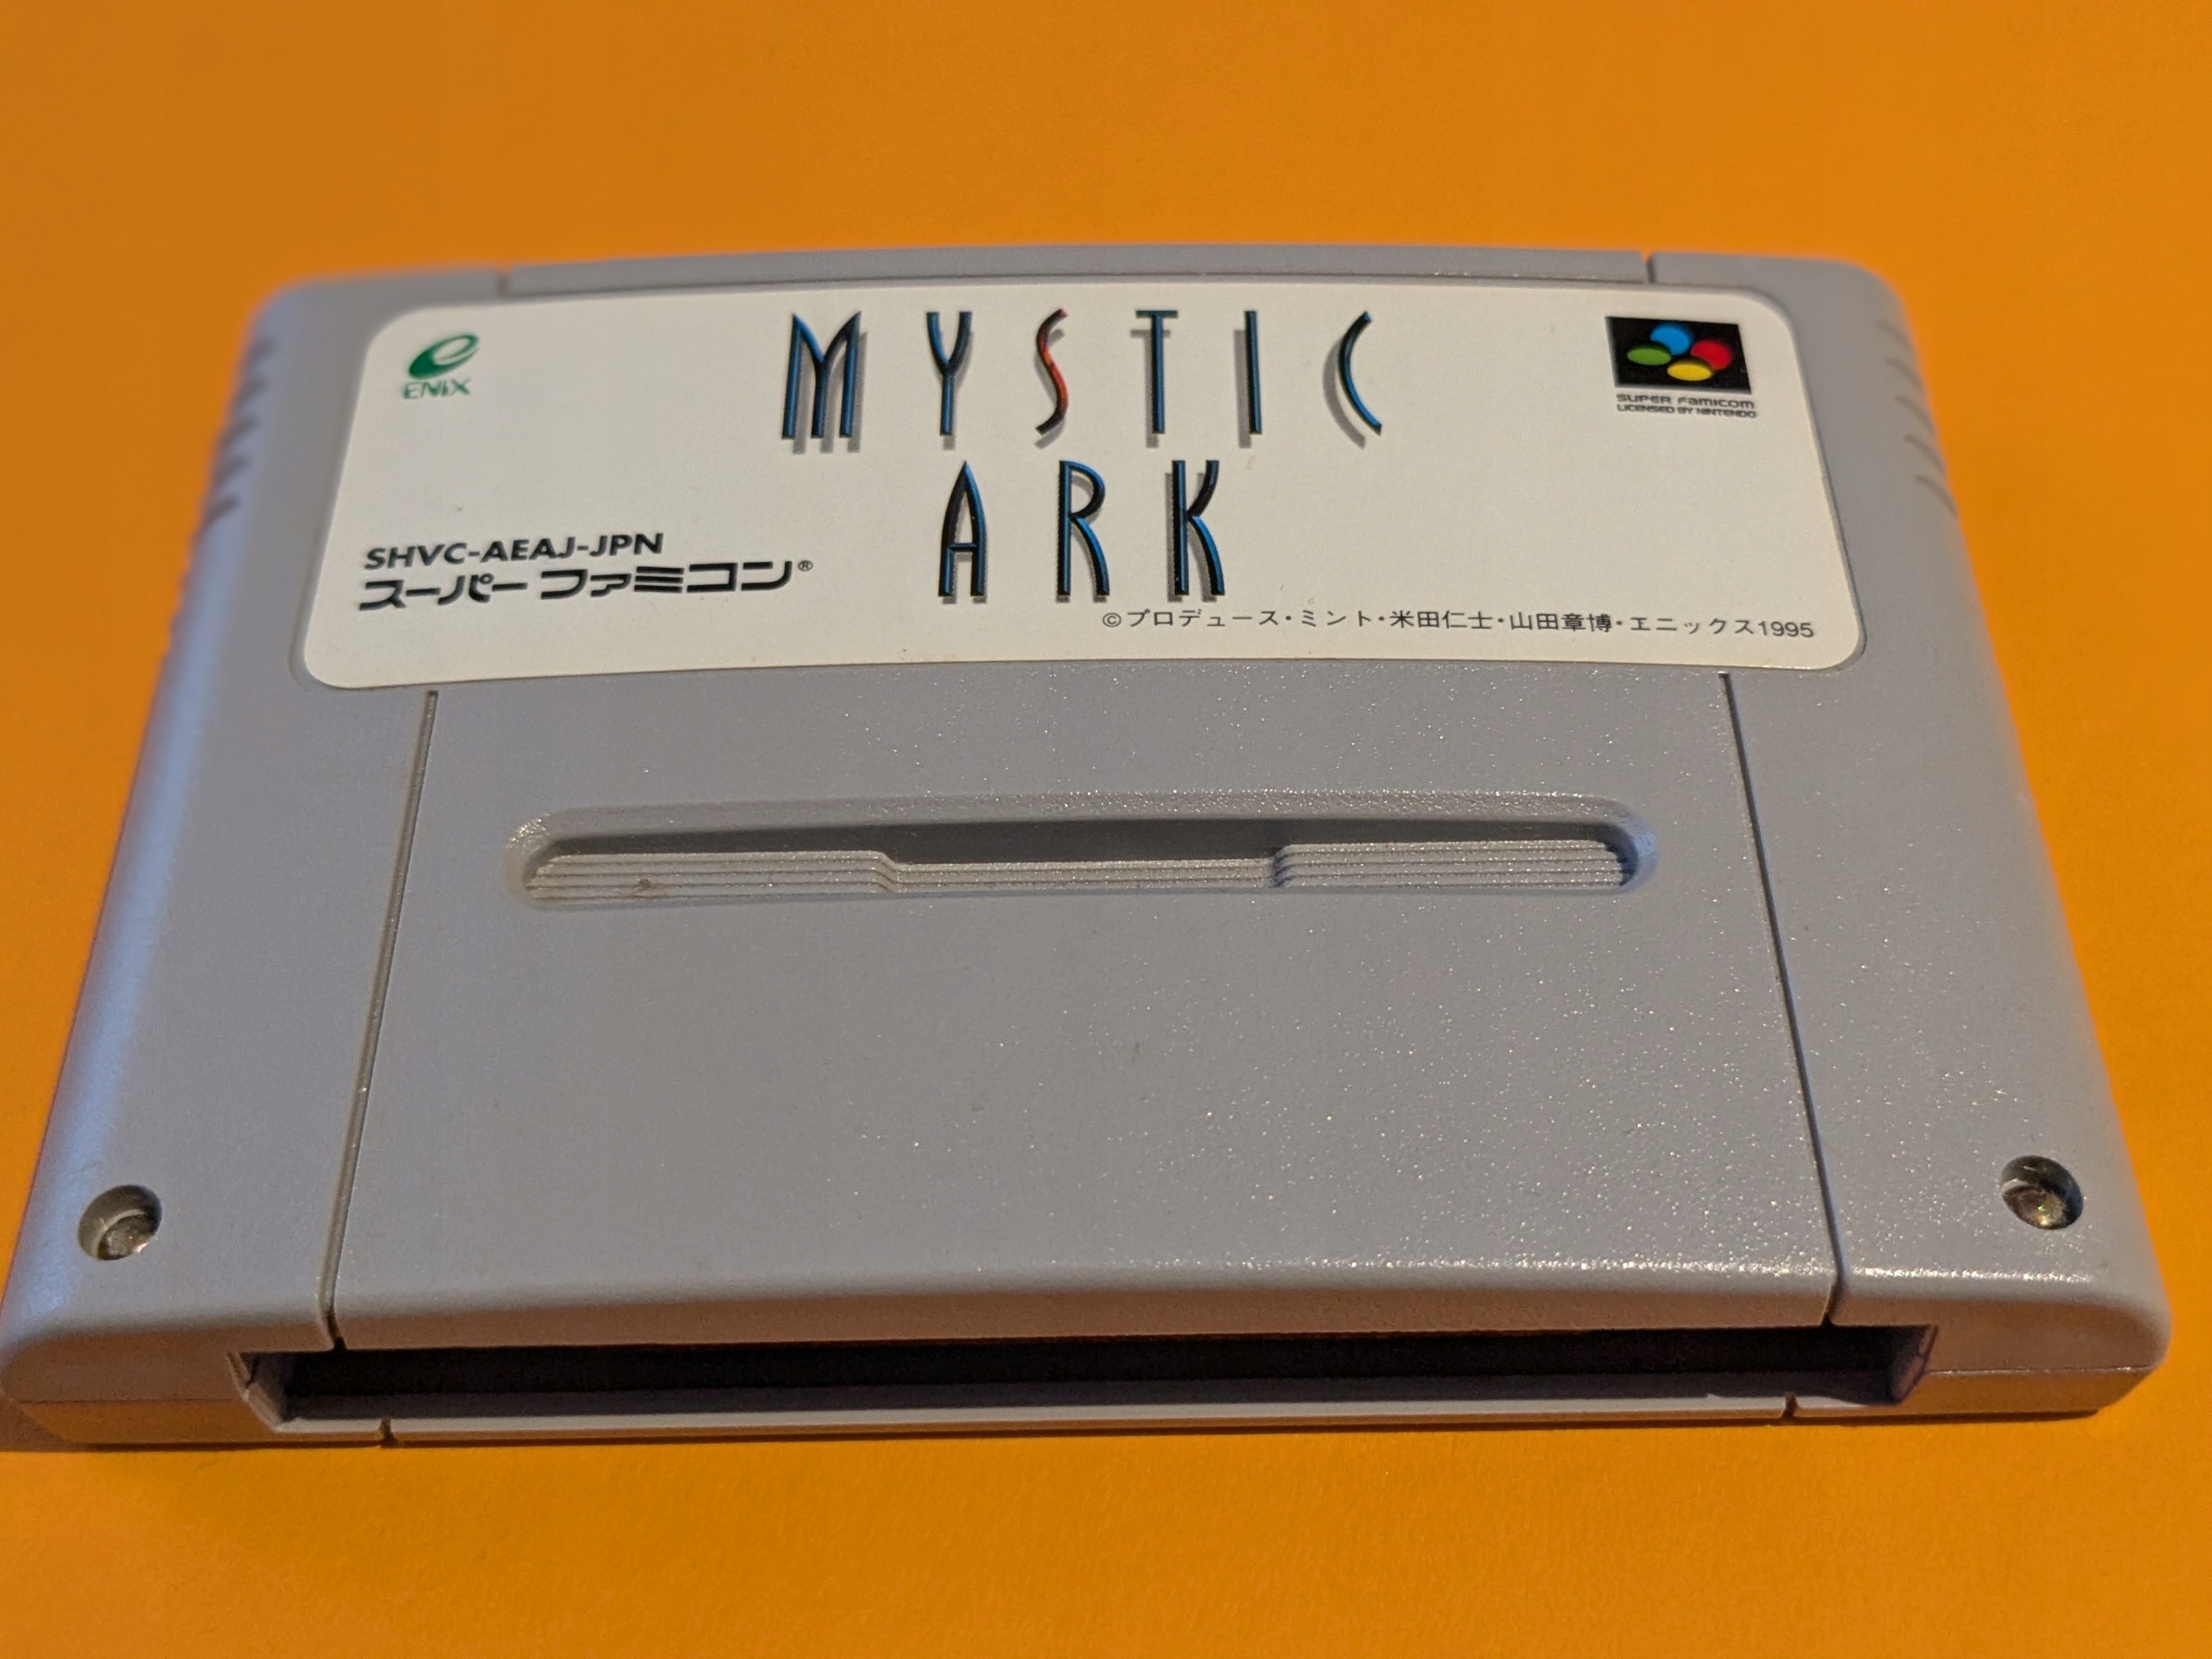 ENIX
MYSTIC
ARK
SUPER FAMICOM
LICENSED BY NINTENDO
SHVC-AEAJ-JPN
スーパーファミコン®
©プロデュース・ミント・米田仁士・山田章博・エニックス1995